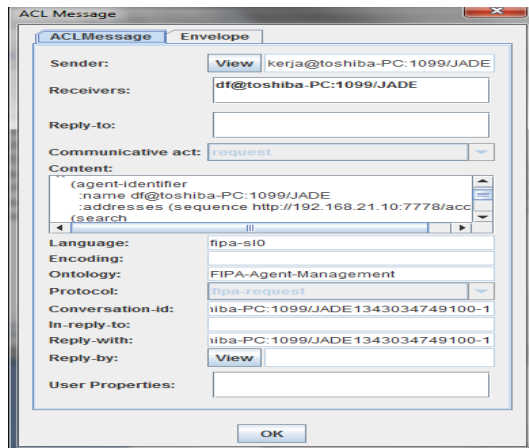 ACL Message
ACLMessage Envelope
Sender: View kerja@toshiba-PC:1099/JADE
Receivers: df@toshiba-PC:1099/JADE
Reply-to:
Communicative act: request
Content:
(agent-identifier
:name df@toshiba-PC:1099/JADE
:addresses (sequence http://192.168.21.10:7778/acc
(search
Language: fipa-sl0
Encoding:
Ontology: FIPA-Agent-Management
Protocol: fipa-request
Conversation-id: iba-PC:1099/JADE1343034749100-1
In-reply-to:
Reply-with: iba-PC:1099/JADE1343034749100-1
Reply-by: View
User Properties:
OK